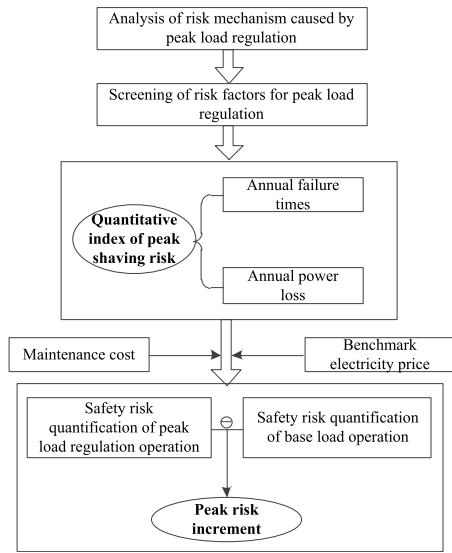 Analysis of risk mechanism caused by
peak load regulation
Screening of risk factors for peak load
regulation
Quantitative
index of peak
shaving risk
Annual failure
times
Annual power
loss
Maintenance cost
Benchmark
electricity price
Safety risk
quantification of peak
load regulation operation
Safety risk quantification
of base load operation
Peak risk
increment